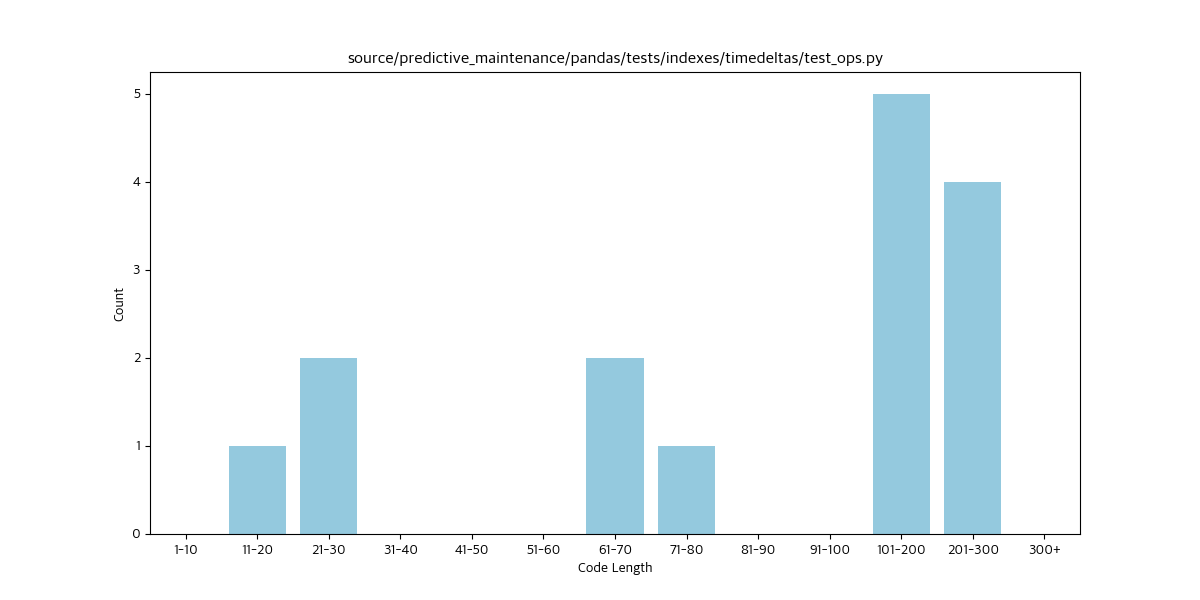 source/predictive_maintenance/pandas/tests/indexes/timedeltas/test_ops.py
5
4
3
2
1
0
Count
1-10 11-20 21-30 31-40 41-50 51-60 61-70 71-80 81-90 91-100 101-200 201-300 300+
Code Length